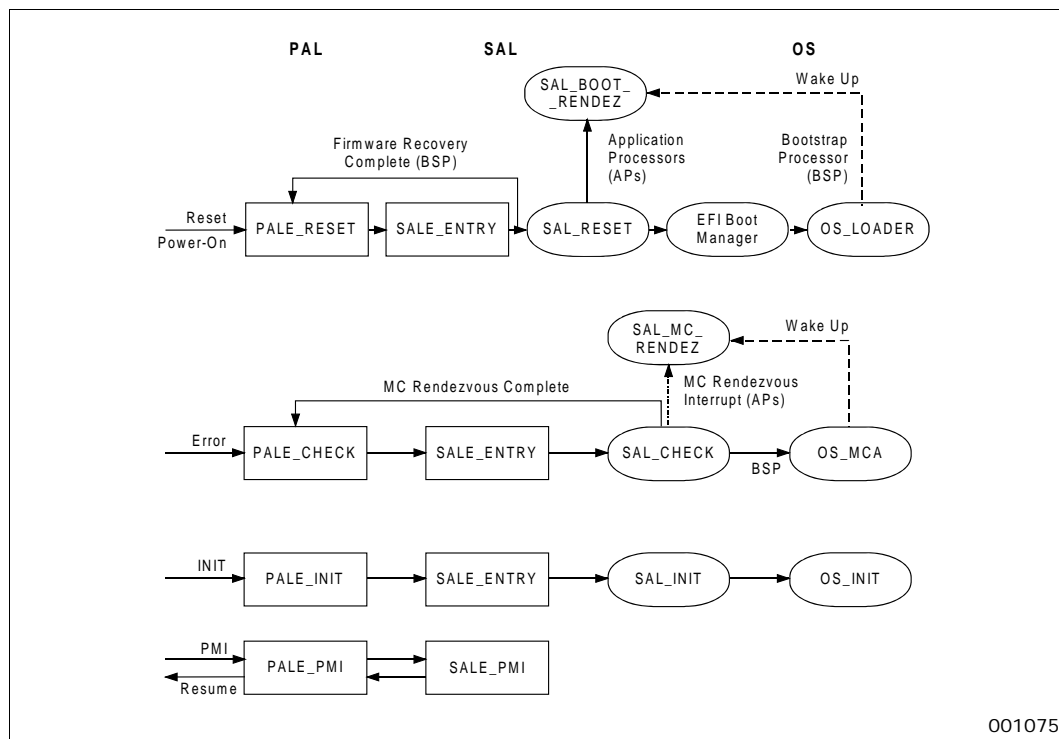 PAL
SAL
OS
SAL_BOOT_
_RENDEZ
Wake Up
Firmware Recovery
Complete (BSP)
Application
Processors
(APs)
Bootstrap
Processor
(BSP)
Reset
Power-On
PALE_RESET
SALE_ENTRY
SAL_RESET
EFI Boot
Manager
OS_LOADER
SAL_MC_
RENDEZ
Wake Up
MC Rendezvous Complete
MC Rendezvous
Interrupt (APs)
Error
PALE_CHECK
SALE_ENTRY
SAL_CHECK
BSP
OS_MCA
INIT
PALE_INIT
SALE_ENTRY
SAL_INIT
OS_INIT
PMI
Resume
PALE_PMI
SALE_PMI
001075